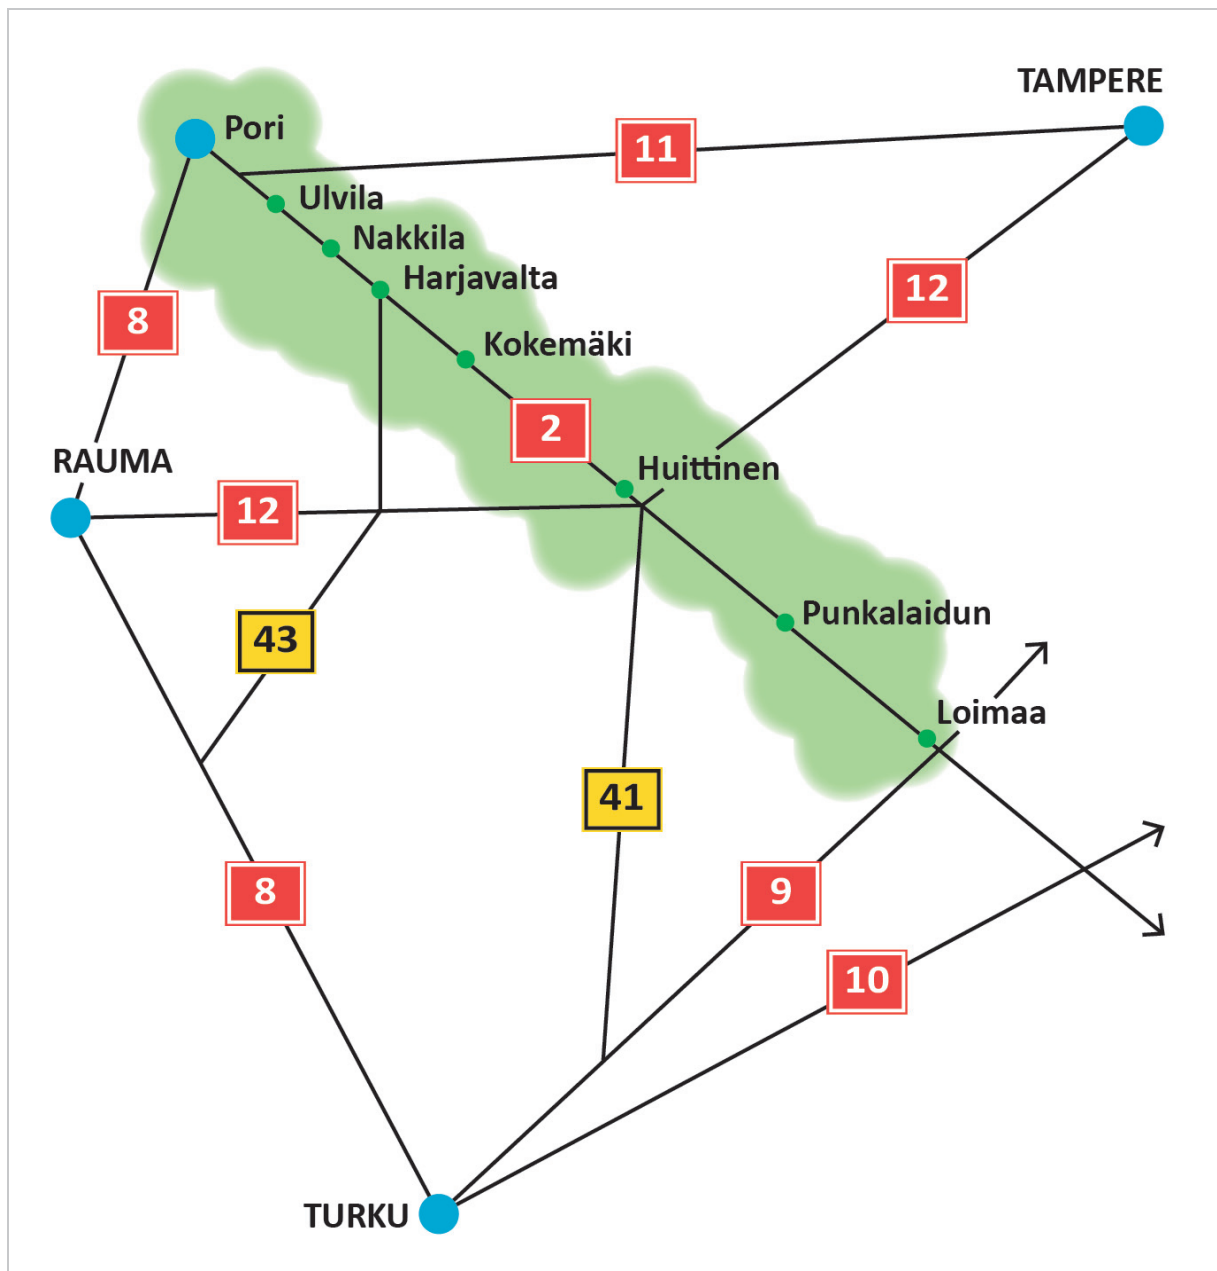 TAMPERE
Pori
11
Ulvila
Nakkila
Harjavalta
12
8
Kokemäki
2
RAUMA
Huittinen
12
Punkalaidun
43
Loimaa
41
8
9
10
TURKU